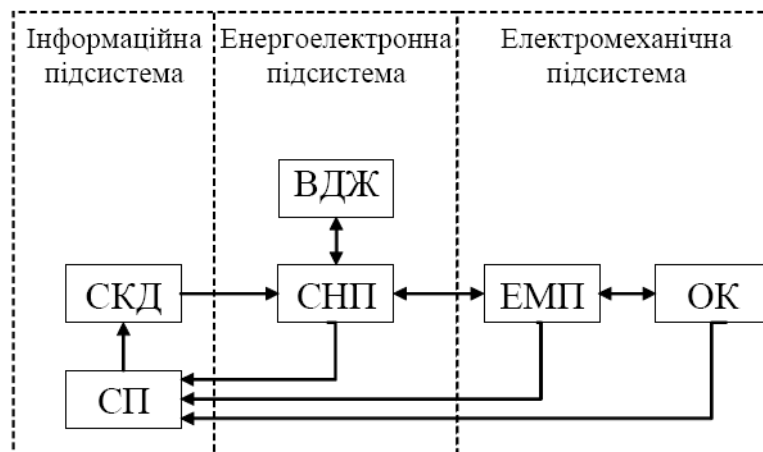 Інформаційна
підсистема
Енергоелектронна
підсистема
Електромеханічна
підсистема
ВДЖ
СКД
СНП
ЕМП
ОК
СП